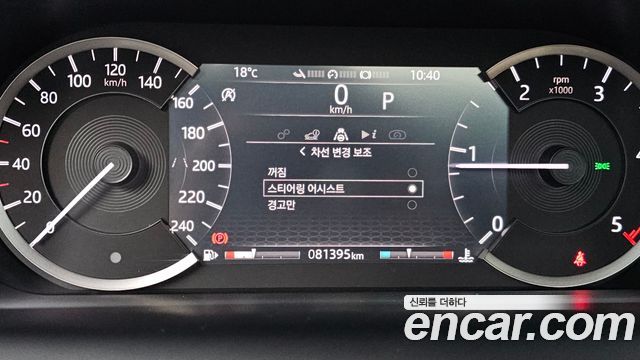 18℃ 10:40
0
km/h
P
< 차선 변경 보조
꺼짐
스티어링 어시스트
경고만
081395 km
0
20
40
60
80
100
120
140
km/h
160
180
200
220
240
0
1
2
3
4
5
rpm
x1000
신뢰를 더하다
encar.com